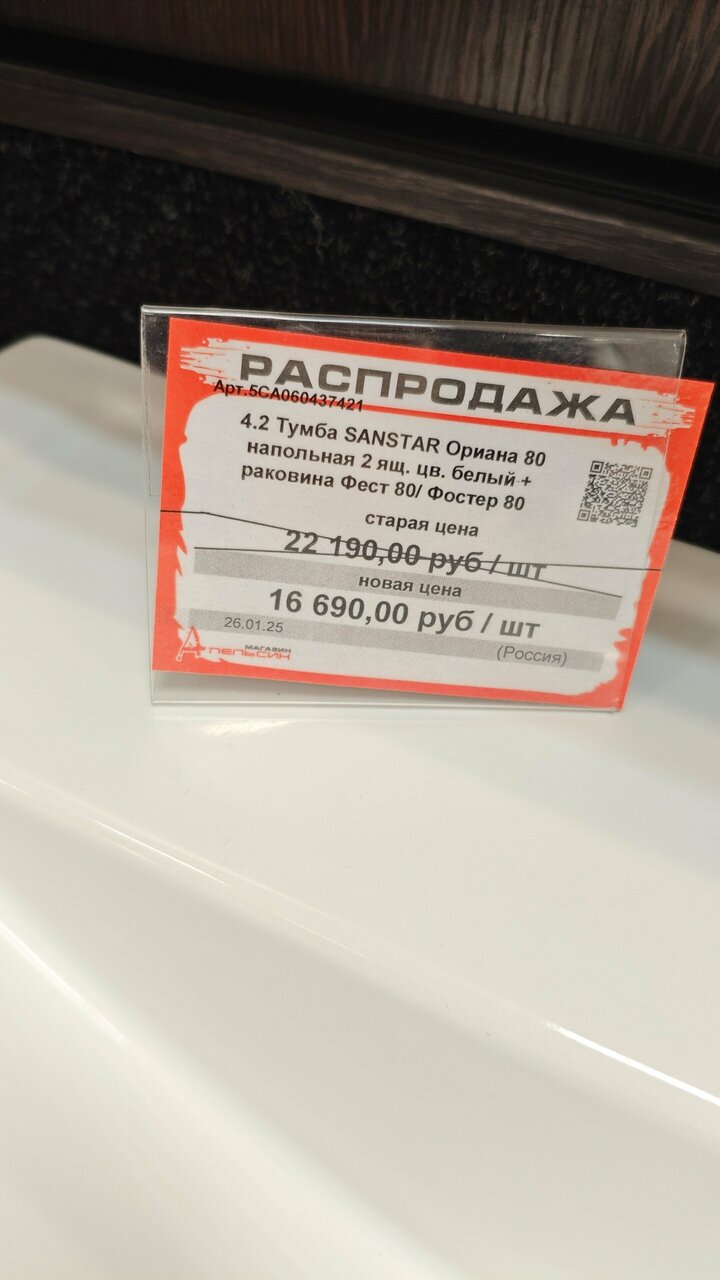 РАСПРОДАЖА
Арт.5СА060437421
4.2 Тумба SANSTAR Ориана 80
напольная 2 ящ. цв. белый +
раковина Фест 80/ Фостер 80
старая цена
22 190,00 руб / шт
новая цена
16 690,00 руб / шт
26.01.25
(Россия)
МАГАЗИН
АПЕЛЬСИН